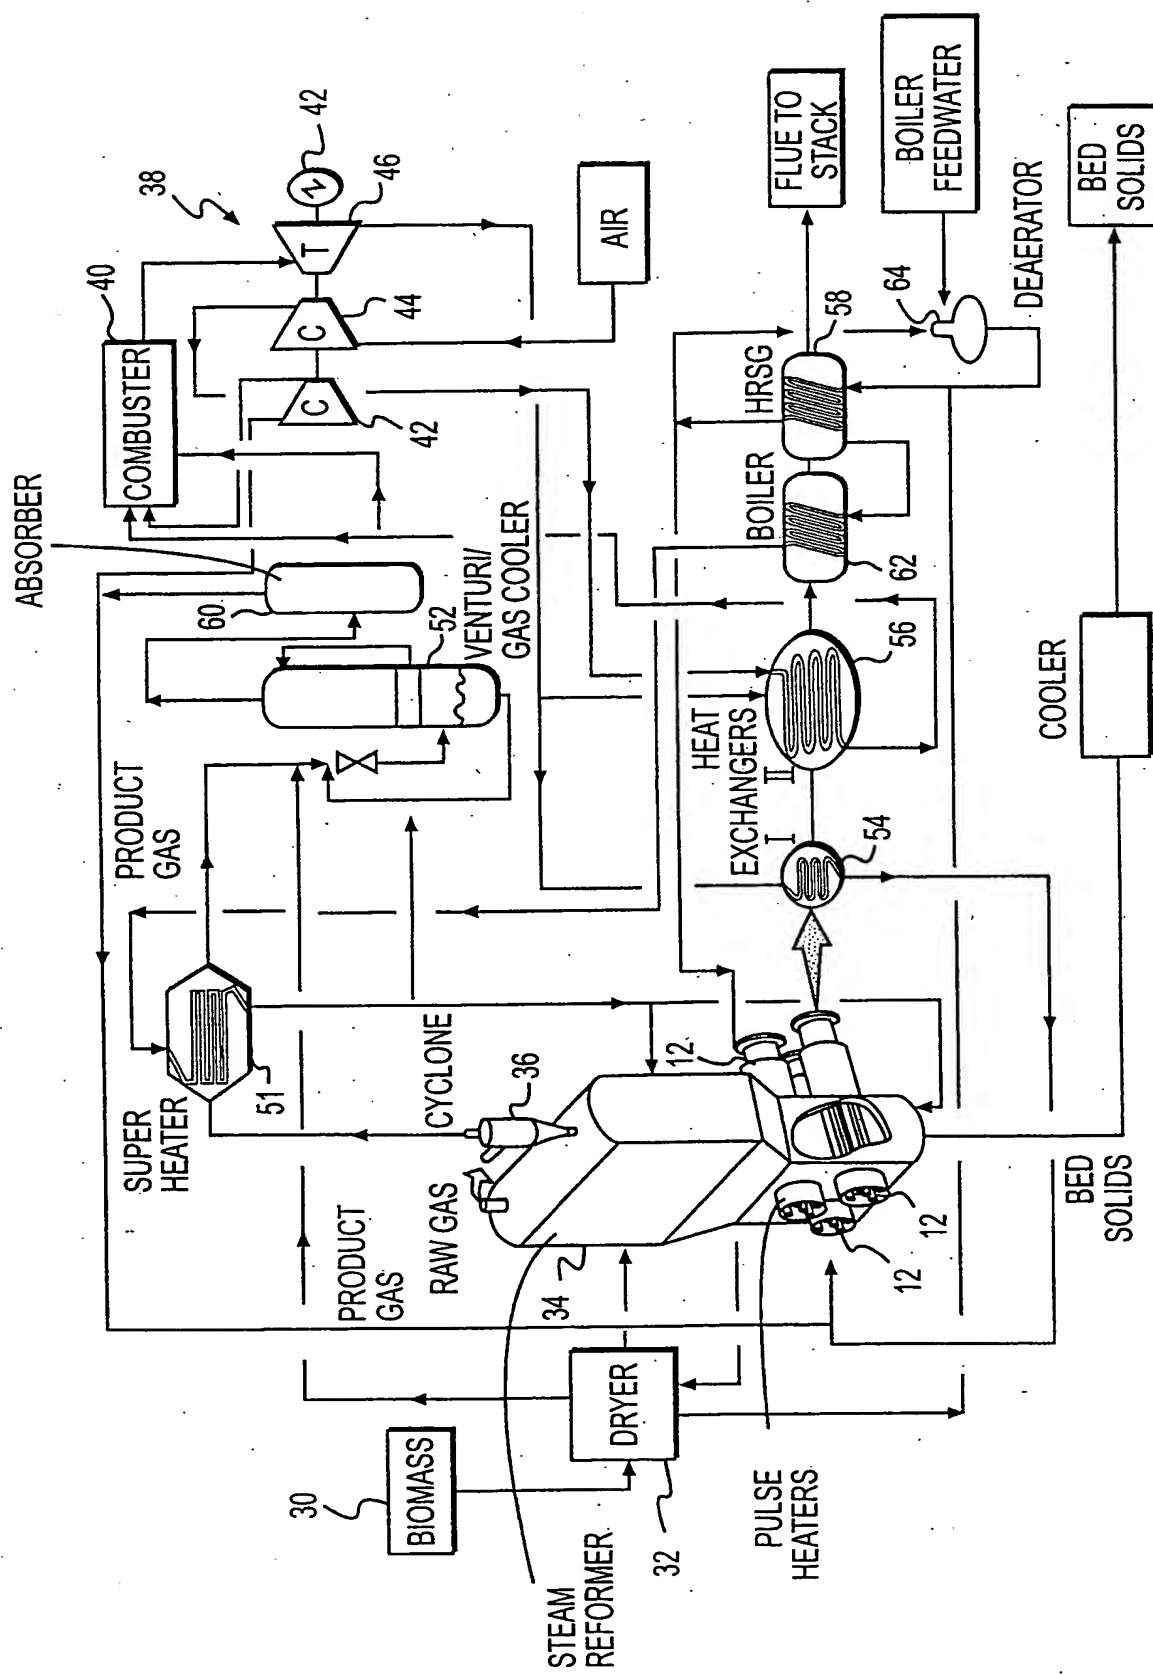 38
42
46
40
COMBUSTER
T
C
44
C
42
AIR
ABSORBER
60
52
VENTURI/
GAS COOLER
FLUE TO
STACK
BOILER
FEEDWATER
BED
SOLIDS
64
DEAERATOR
58
HRSG
BOILER
62
56
HEAT
EXCHANGERS
II
I
54
COOLER
PRODUCT
GAS
SUPER
HEATER
51
CYCLONE
36
RAW GAS
PRODUCT
GAS
34
12
12
12
BED
SOLIDS
30
BIOMASS
DRYER
32
STEAM
REFORMER
PULSE
HEATERS